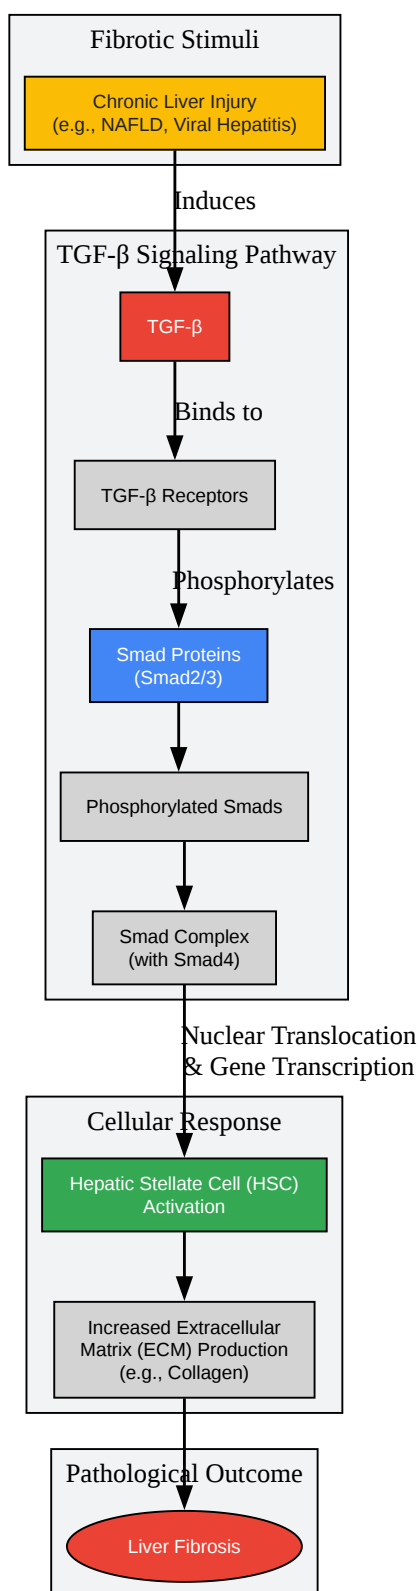 Fibrotic Stimuli
Chronic Liver Injury
(e.g., NAFLD, Viral Hepatitis)
Induces
TGF-β Signaling Pathway
TGF-β
Binds to
TGF-β Receptors
Phosphorylates
Smad Proteins
(Smad2/3)
Phosphorylated Smads
Smad Complex
(with Smad4)
Nuclear Translocation
& Gene Transcription
Cellular Response
Hepatic Stellate Cell (HSC)
Activation
Increased Extracellular
Matrix (ECM) Production
(e.g., Collagen)
Pathological Outcome
Liver Fibrosis